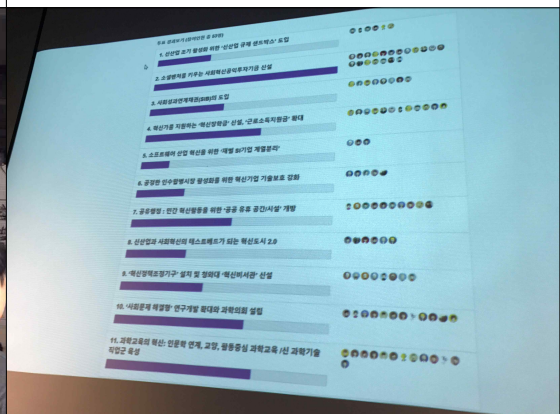 1. 신산업 조기 활성화 위한 '신산업 규제 샌드박스' 도입
2. 소셜벤처를 키우는 사회혁신공익투자기금 신설
3. 사회성과연계채권(SIB)의 도입
4. 혁신가를 지원하는 '혁신장학금' 신설, '근로소득지원금' 확대
5. 소프트웨어 산업 혁신을 위한 '재벌 SI기업 계열분리'
6. 공정한 인수합병시장 활성화를 위한 혁신기업 기술보호 강화
7. 공유행정 : 민간 혁신활동을 위한 '공공 유휴 공간/시설' 개방
8. 신산업과 사회혁신의 테스트베드가 되는 혁신도시 2.0
9. '혁신정책조정기구' 설치 및 청와대 '혁신비서관' 신설
10. '사회문제 해결형' 연구개발 확대와 과학의회 설립
11. 과학교육의 혁신: 인문학 연계, 교양, 활동중심 과학교육 /신 과학기술
직업군 육성